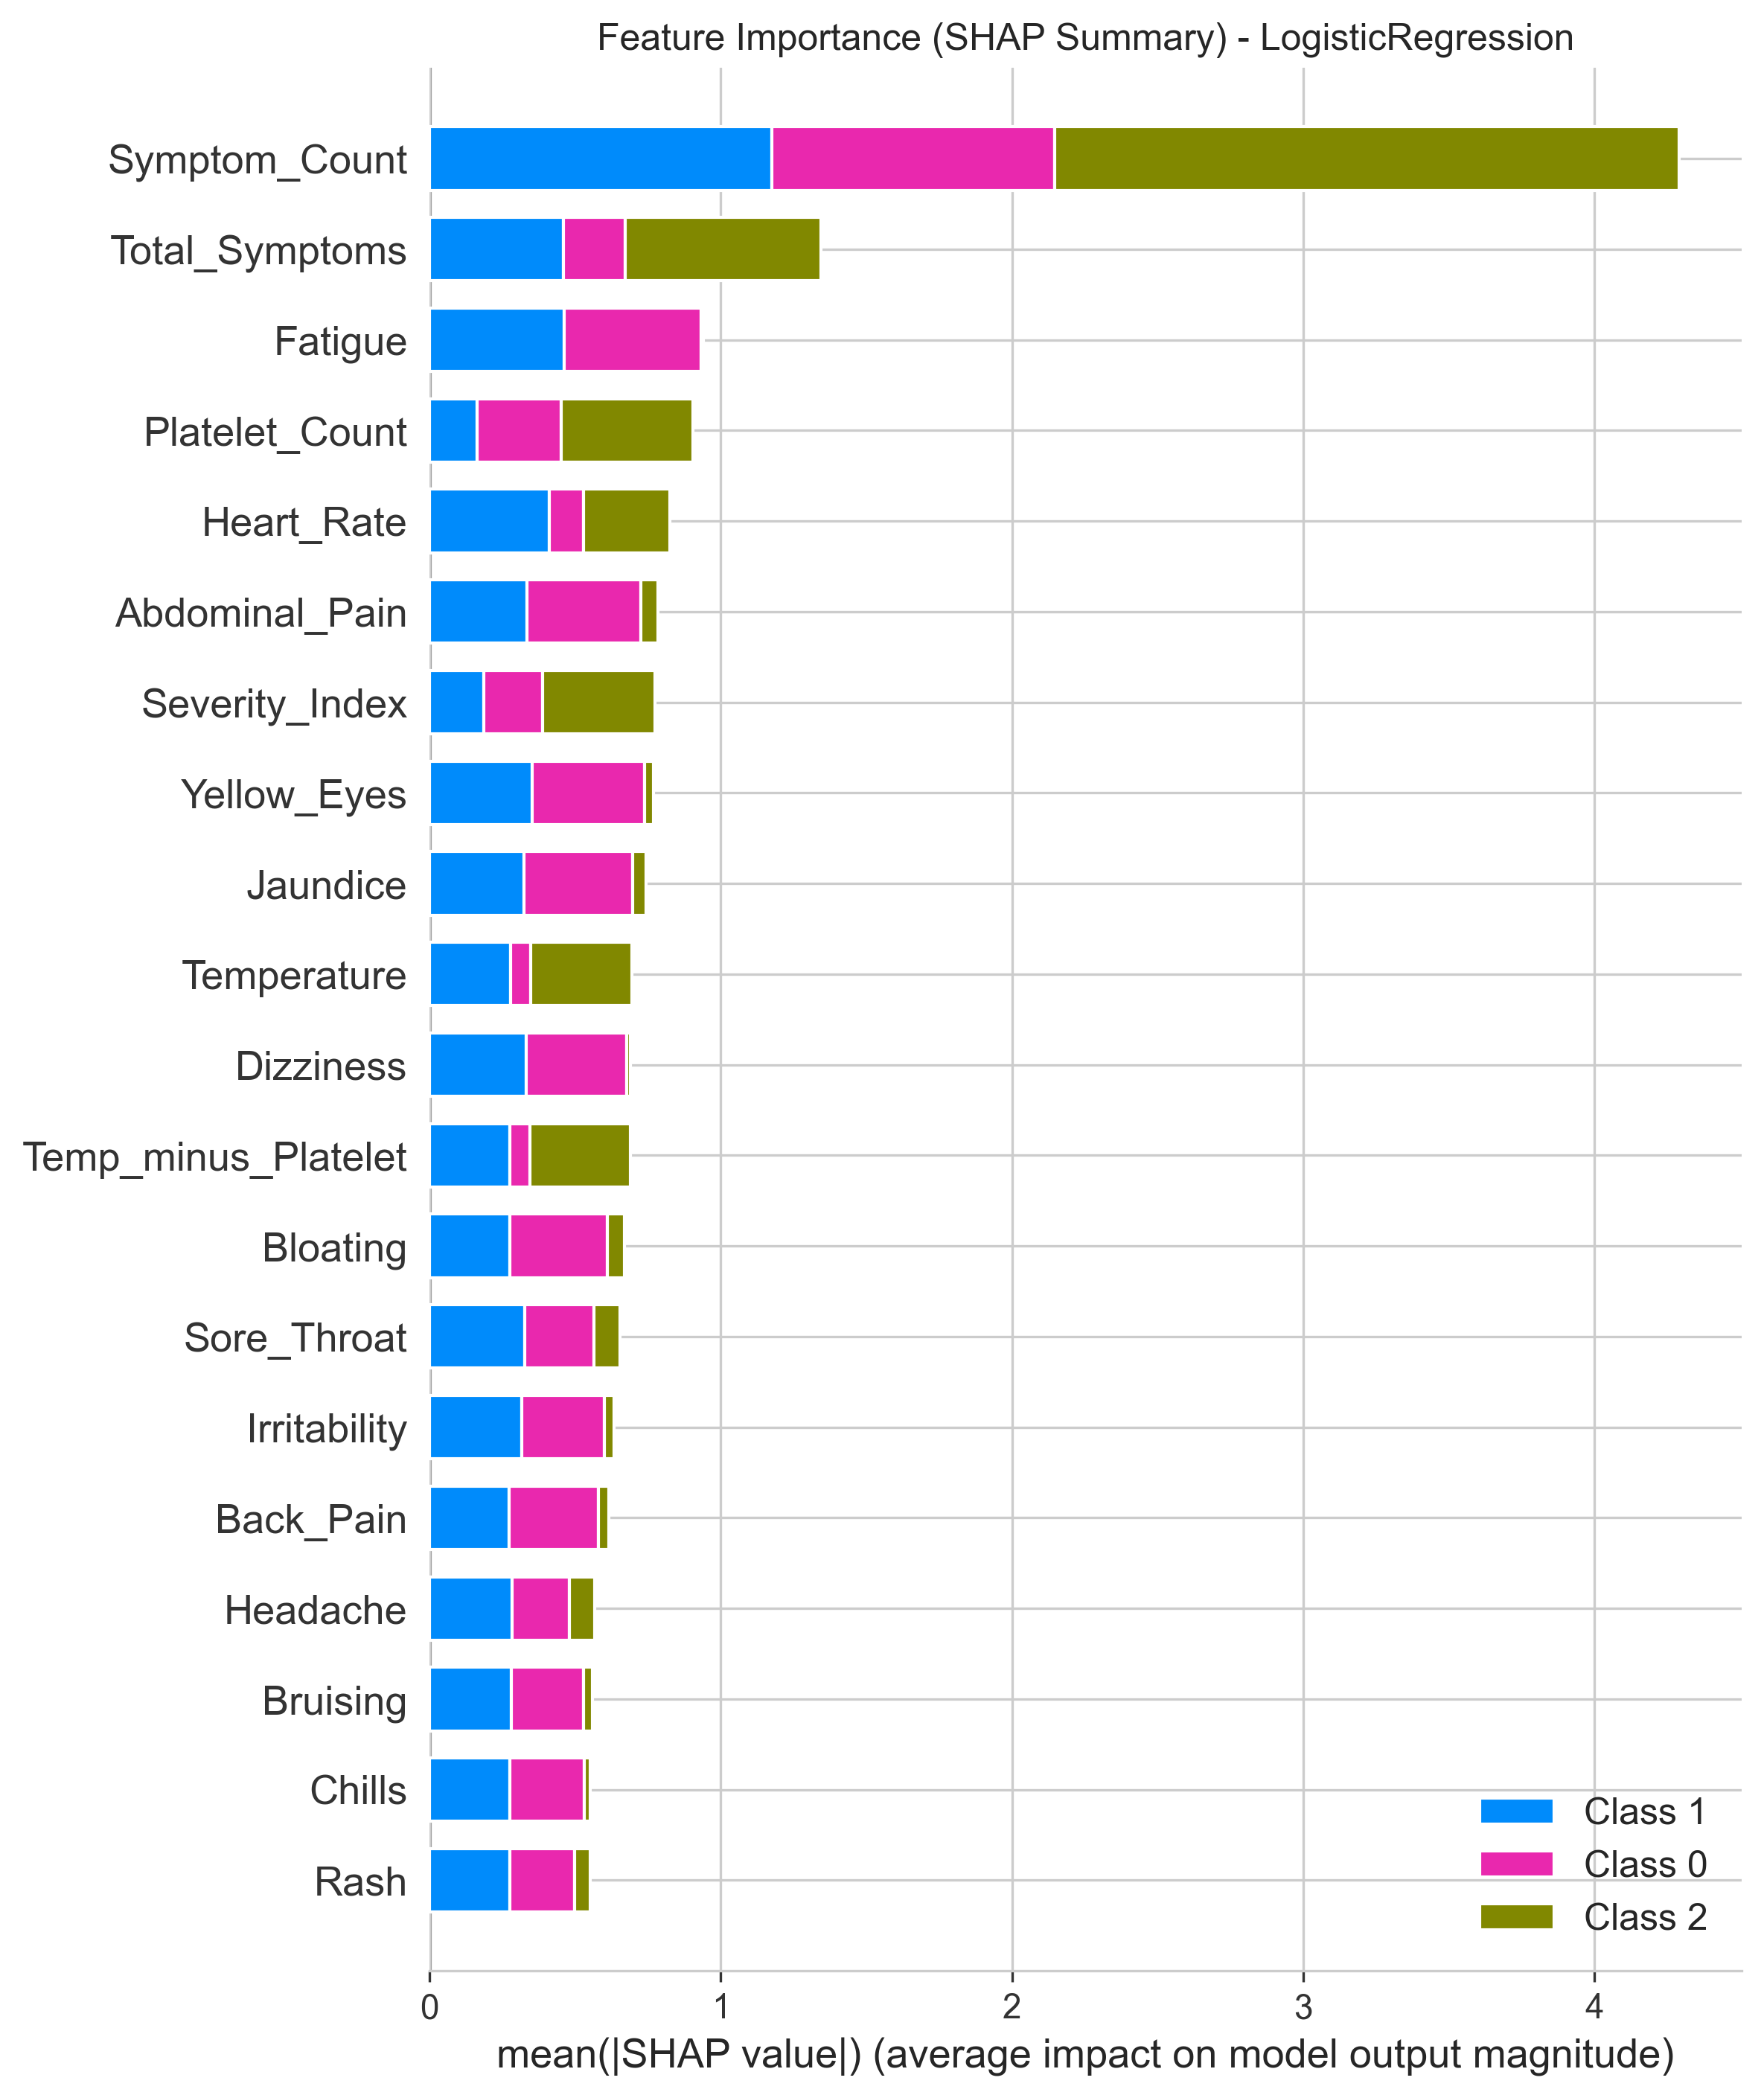 Feature Importance (SHAP Summary) - LogisticRegression
Symptom_Count
Total_Symptoms
Fatigue
Platelet_Count
Heart_Rate
Abdominal_Pain
Severity_Index
Yellow_Eyes
Jaundice
Temperature
Dizziness
Temp_minus_Platelet
Bloating
Sore_Throat
Irritability
Back_Pain
Headache
Bruising
Chills
Rash
Class 1
Class 0
Class 2
0 1 2 3 4
mean(|SHAP value|) (average impact on model output magnitude)